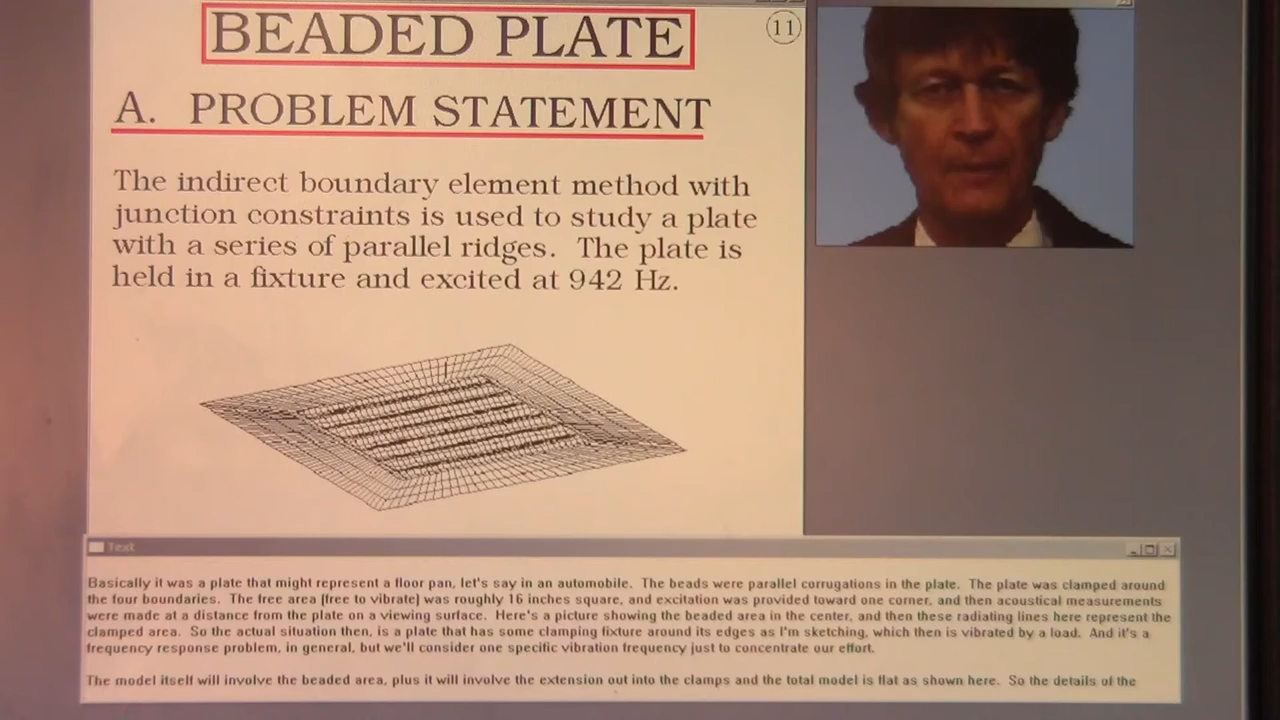 BEADED PLATE
11
A. PROBLEM STATEMENT
The indirect boundary element method with
junction constraints is used to study a plate
with a series of parallel ridges. The plate is
held in a fixture and excited at 942 Hz.
Text
Basically it was a plate that might represent a floor pan, let's say in an automobile. The beads were parallel corrugations in the plate. The plate was clamped around
the four boundaries. The free area (free to vibrate) was roughly 16 inches square, and excitation was provided toward one corner, and then acoustical measurements
were made at a distance from the plate on a viewing surface. Here's a picture showing the beaded area in the center, and then these radiating lines here represent the
clamped area. So the actual situation then, is a plate that has some clamping fixture around its edges as I'm sketching, which then is vibrated by a load. And it's a
frequency response problem, in general, but we'll consider one specific vibration frequency just to concentrate our effort.
The model itself will involve the beaded area, plus it will involve the extension out into the clamps and the total model is flat as shown here. So the details of the